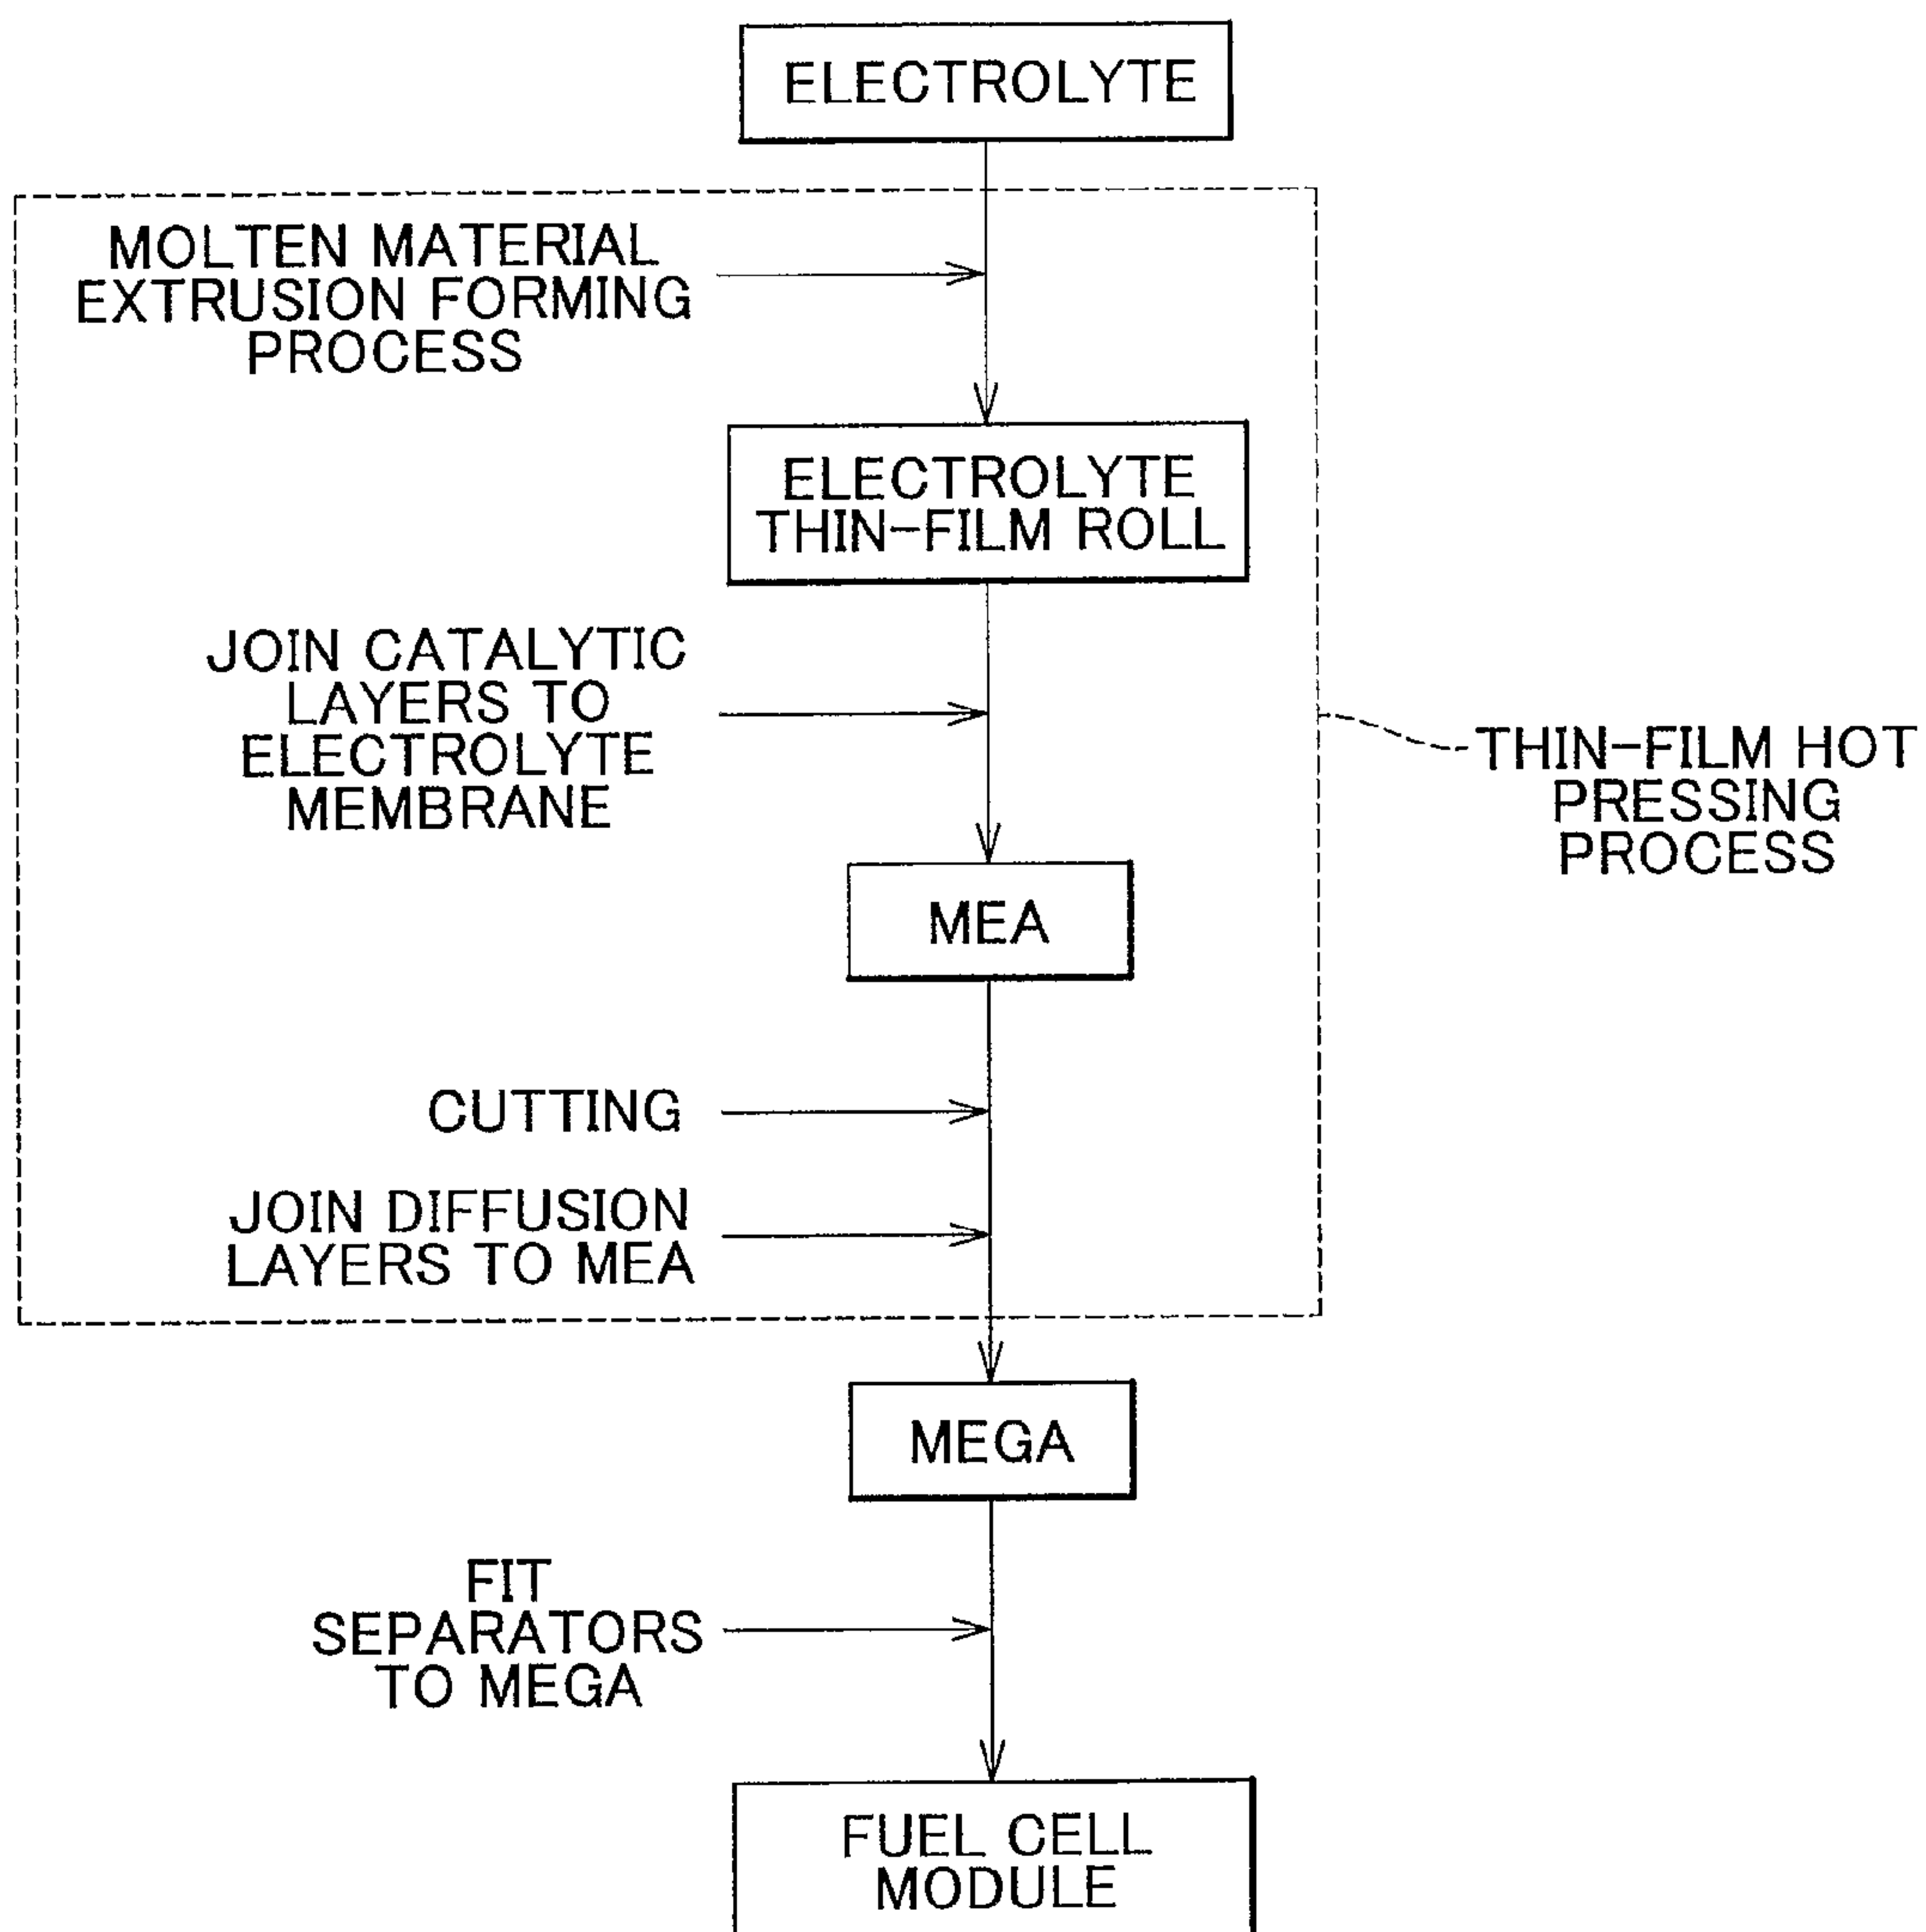 ELECTROLYTE
MOLTEN MATERIAL
EXTRUSION FORMING
PROCESS
ELECTROLYTE
THIN-FILM ROLL
JOIN CATALYTIC
LAYERS TO
ELECTROLYTE
MEMBRANE
THIN-FILM HOT
PRESSING
PROCESS
MEA
CUTTING
JOIN DIFFUSION
LAYERS TO MEA
MEGA
FIT
SEPARATORS
TO MEGA
FUEL CELL
MODULE